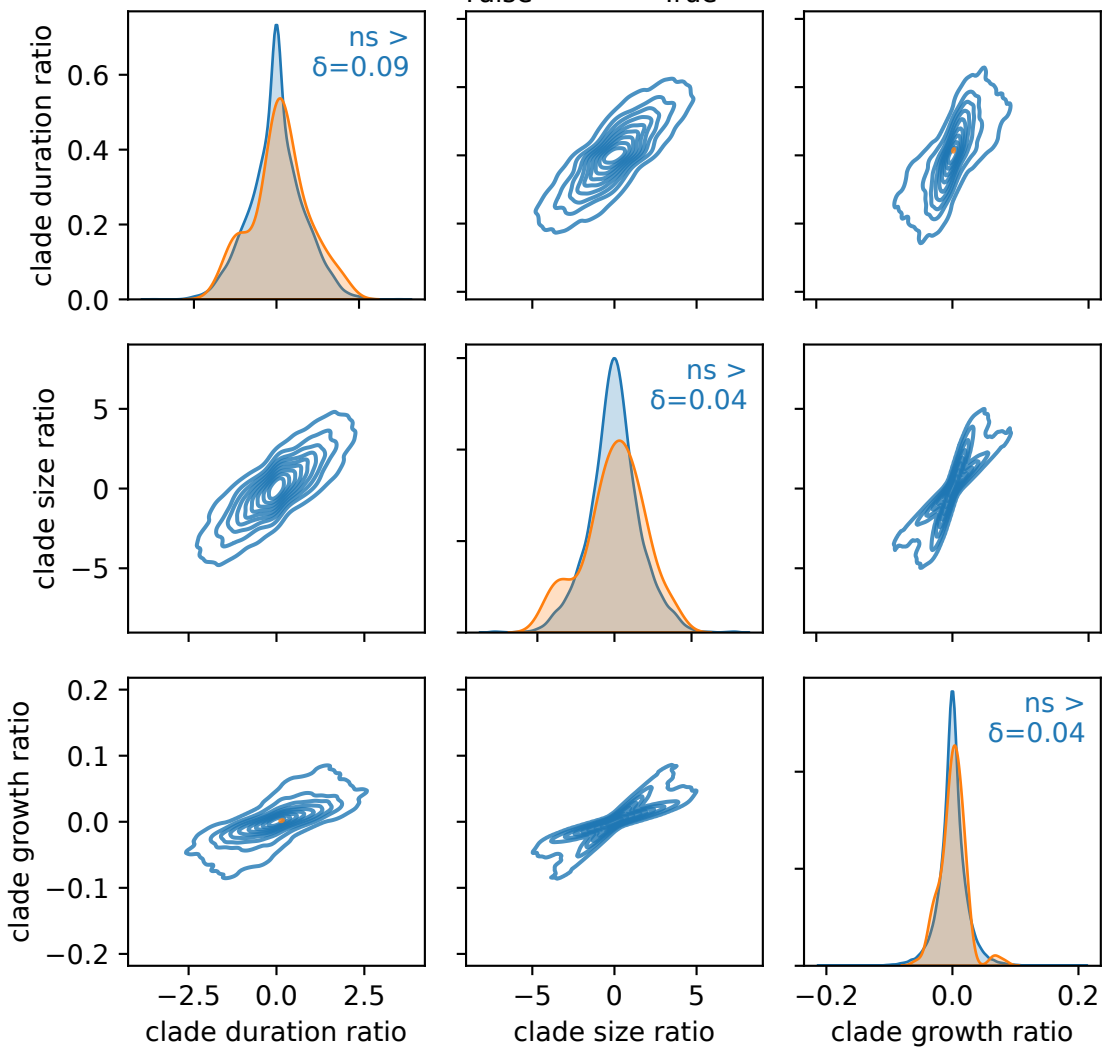 clade duration ratio
0.6
0.4
0.2
0.0
ns >
δ=0.09
clade size ratio
5
0
−5
ns >
δ=0.04
clade growth ratio
0.2
0.1
0.0
−0.1
−0.2
ns >
δ=0.04
−2.5 0.0 2.5
−5 0 5
−0.2 0.0 0.2
clade duration ratio
clade size ratio
clade growth ratio